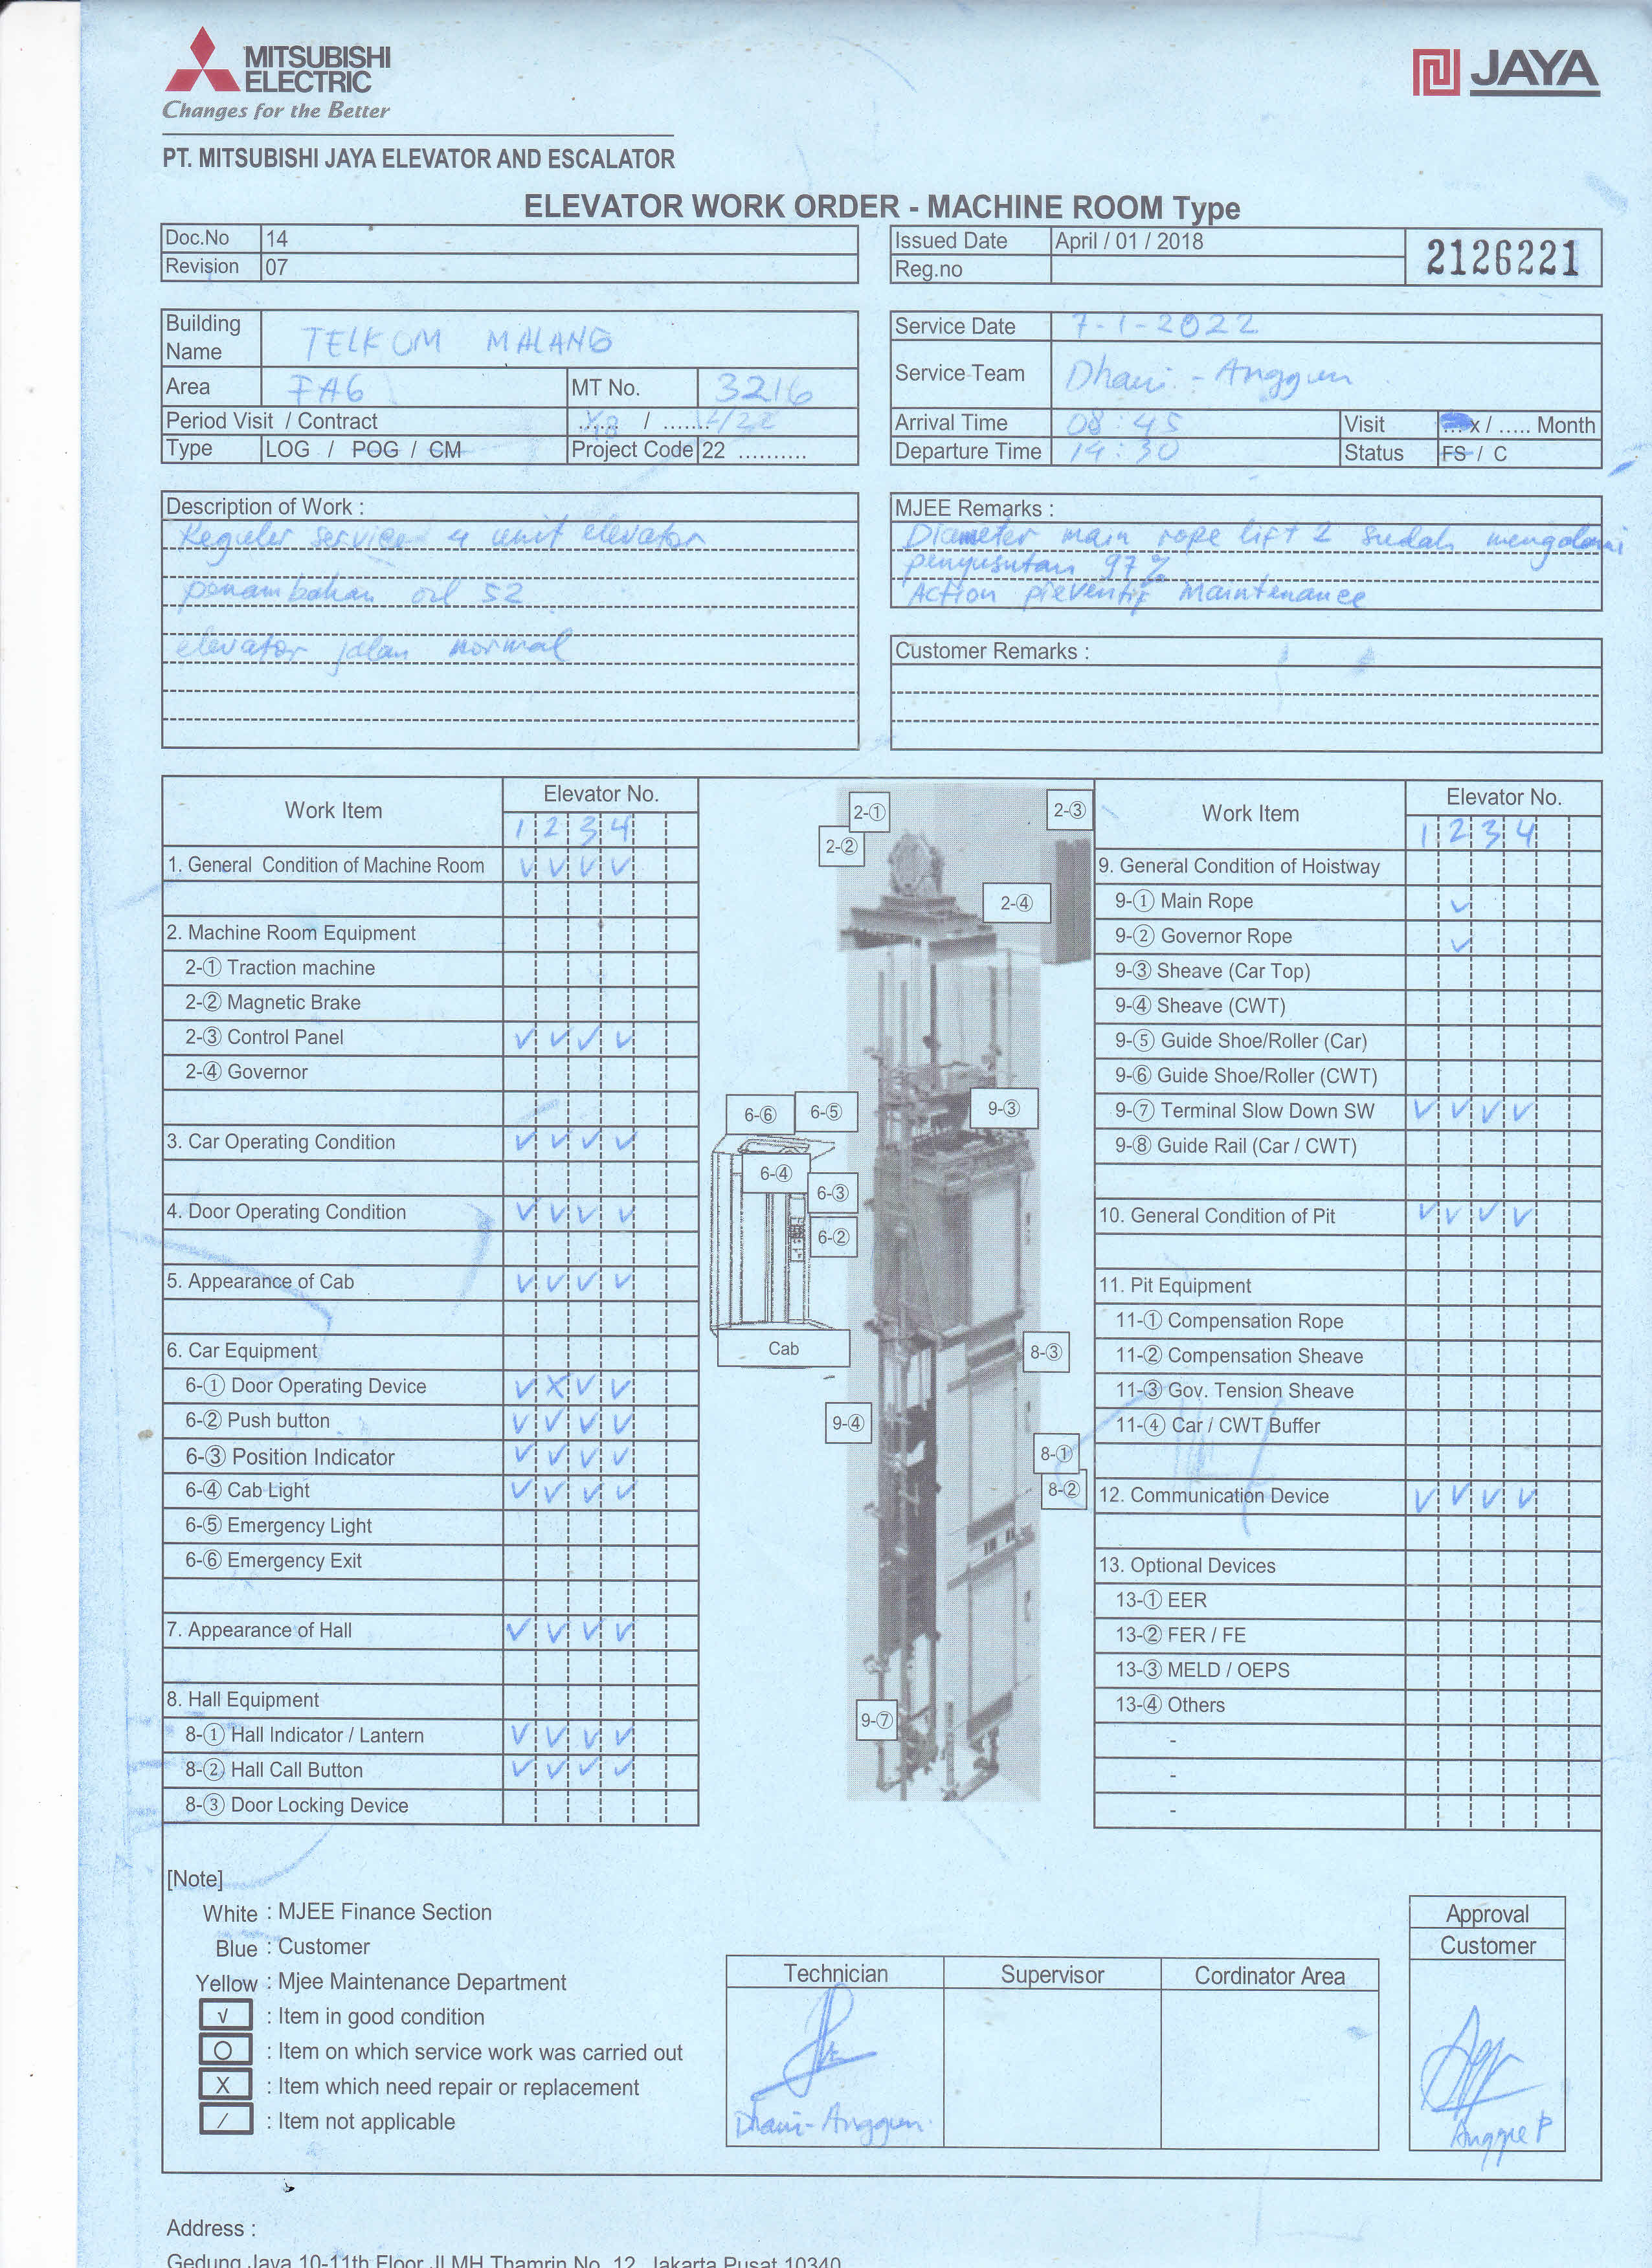 MITSUBISHI
ELECTRIC
Changes for the Better
JAYA
PT. MITSUBISHI JAYA ELEVATOR AND ESCALATOR
ELEVATOR WORK ORDER - MACHINE ROOM Type
Doc.No 14
Revision 07
Issued Date April / 01 / 2018
Reg.no
2126221
Building Name TELKOM MALANG
Area FA6 MT No. 3216
Period Visit / Contract ...... / .......
Type LOG / POG / CM Project Code 22 ..........
Service Date 7-1-2022
Service Team Dhani - Anggun
Arrival Time 08:45 Visit ... x / ..... Month
Departure Time 14:30 Status FS / C
Description of Work :
Reguler service 4 unit elevator
penambahan oil 52
elevator jalan normal
MJEE Remarks :
Diameter main rope lift 2 sudah mengalami
penyusutan 97%
Action preventif Maintenance
Customer Remarks :
Work Item Elevator No.
1 2 3 4
1. General Condition of Machine Room √ √ √ √
2. Machine Room Equipment
2-① Traction machine
2-② Magnetic Brake
2-③ Control Panel √ √ √ √
2-④ Governor
3. Car Operating Condition √ √ √ √
4. Door Operating Condition √ √ √ √
5. Appearance of Cab √ √ √ √
6. Car Equipment
6-① Door Operating Device √ X √ √
6-② Push button √ √ √ √
6-③ Position Indicator √ √ √ √
6-④ Cab Light √ √ √ √
6-⑤ Emergency Light
6-⑥ Emergency Exit
7. Appearance of Hall √ √ √ √
8. Hall Equipment
8-① Hall Indicator / Lantern √ √ √ √
8-② Hall Call Button √ √ √ √
8-③ Door Locking Device
2-①
2-③
2-②
2-④
6-⑥
6-⑤
9-③
6-④
6-③
6-②
Cab
8-③
9-④
8-①
8-②
9-⑦
Work Item Elevator No.
1 2 3 4
9. General Condition of Hoistway
9-① Main Rope √
9-② Governor Rope √
9-③ Sheave (Car Top)
9-④ Sheave (CWT)
9-⑤ Guide Shoe/Roller (Car)
9-⑥ Guide Shoe/Roller (CWT)
9-⑦ Terminal Slow Down SW √ √ √ √
9-⑧ Guide Rail (Car / CWT)
10. General Condition of Pit √ √ √ √
11. Pit Equipment
11-① Compensation Rope
11-② Compensation Sheave
11-③ Gov. Tension Sheave
11-④ Car / CWT Buffer
12. Communication Device √ √ √ √
13. Optional Devices
13-① EER
13-② FER / FE
13-③ MELD / OEPS
13-④ Others
-
-
-
[Note]
White : MJEE Finance Section
Blue : Customer
Yellow : Mjee Maintenance Department
√ : Item in good condition
O : Item on which service work was carried out
X : Item which need repair or replacement
/ : Item not applicable
Technician Supervisor Cordinator Area
Dhani-Anggun
Approval
Customer
Anggie P
Address :
Gedung Jaya 10-11th Floor Jl.MH Thamrin No. 12, Jakarta Pusat 10340